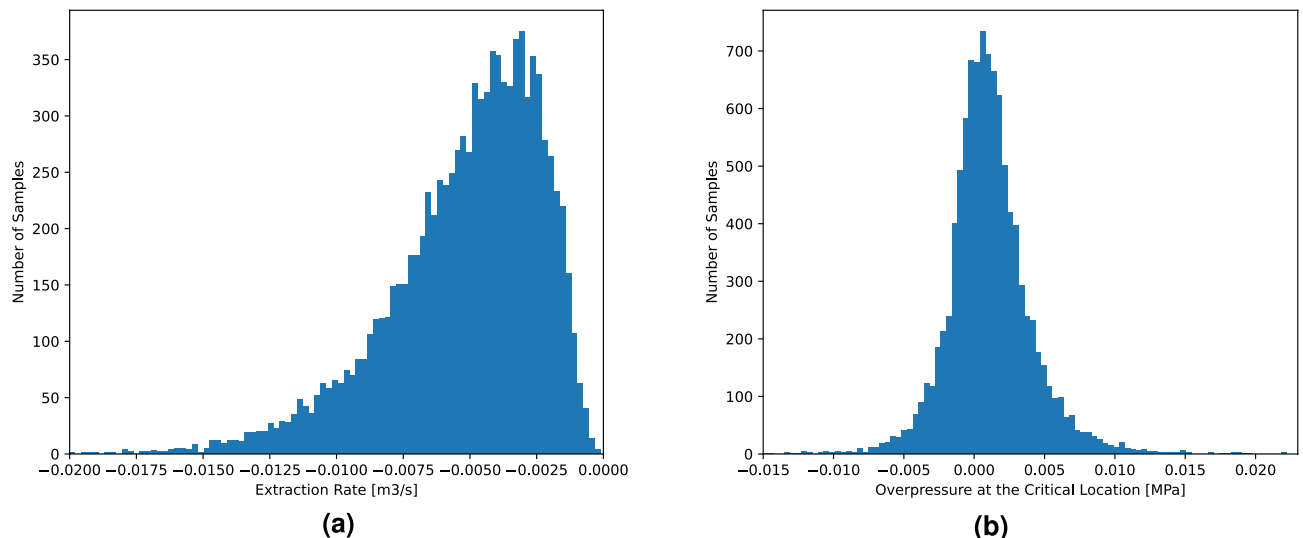 350
300
250
200
150
100
50
0
Number of Samples
−0.0200 −0.0175 −0.0150 −0.0125 −0.0100 −0.0075 −0.0050 −0.0025 0.0000
Extraction Rate [m3/s]
(a)
700
600
500
400
300
200
100
0
Number of Samples
−0.015 −0.010 −0.005 0.000 0.005 0.010 0.015 0.020
Overpressure at the Critical Location [MPa]
(b)